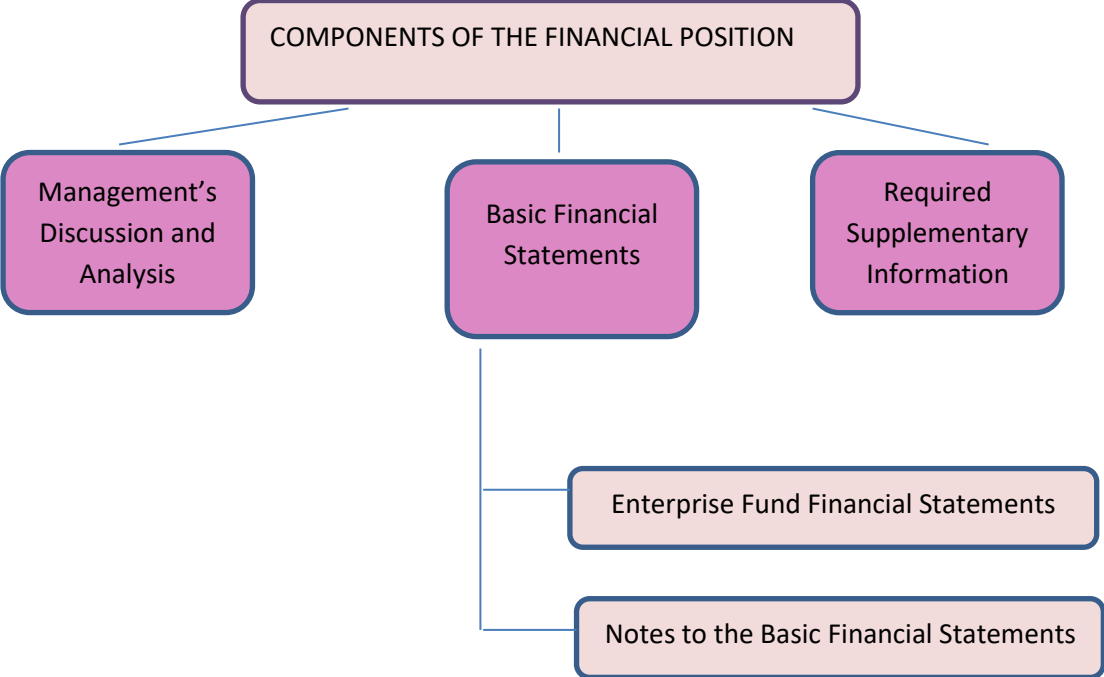 COMPONENTS OF THE FINANCIAL POSITION
Management’s
Discussion and
Analysis
Basic Financial
Statements
Required
Supplementary
Information
Enterprise Fund Financial Statements
Notes to the Basic Financial Statements